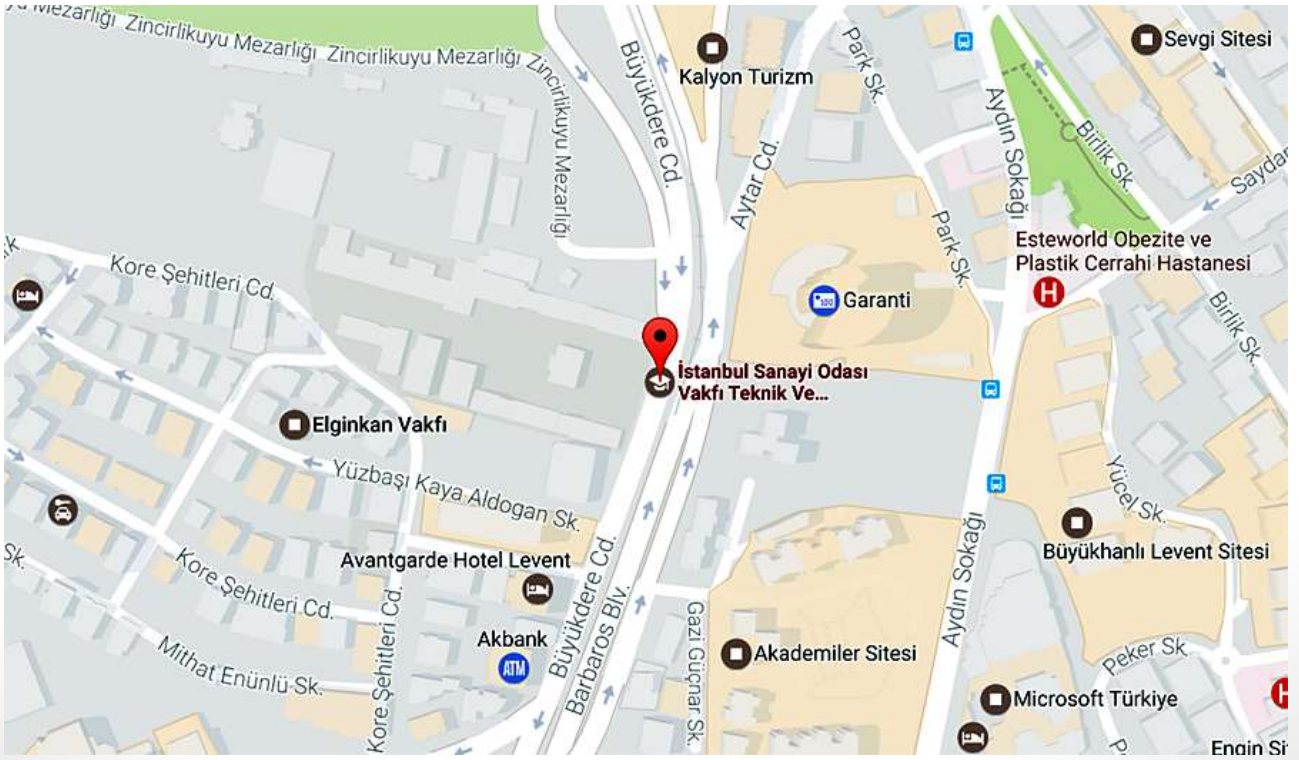 Mezarlığı Zincirlikuyu Mezarlığı Zincirlikuyu Mezarlığı Zincirlikuyu Mezarlığı
Büyükdere Cd.
Kalyon Turizm
Park Sk.
Sevgi Sitesi
Aydın Sokağı
Birlik Sk.
Aytar Cd.
Park Sk.
Esteworld Obezite ve
Plastik Cerrahi Hastanesi
H
Birlik Sk.
Kore Şehitleri Cd.
Garanti
İstanbul Sanayi Odası
Vakfı Teknik Ve...
Elginkan Vakfı
Yüzbaşı Kaya Aldogan Sk.
Yücel Sk.
Büyükhanlı Levent Sitesi
Avantgarde Hotel Levent
Sk.
Kore Şehitleri Cd.
Büyükdere Cd.
Barbaros Blv.
Gazi Güçnar Sk.
Aydın Sokağı
Akbank
ATM
Akademiler Sitesi
Peker Sk
Mithat Enünlü Sk.
Kore Şehitleri Cd.
Microsoft Türkiye
H